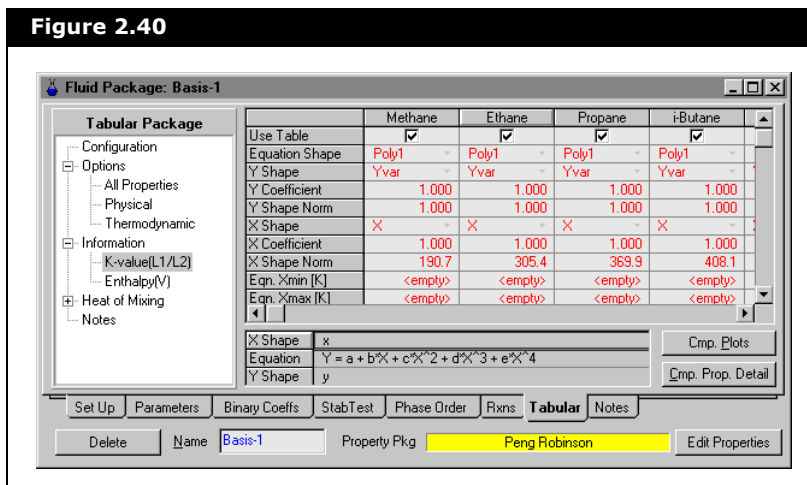 Figure 2.40
Fluid Package: Basis-1
Tabular Package
Configuration
Options
All Properties
Physical
Thermodynamic
Information
K-value(L1/L2)
Enthalpy(V)
Heat of Mixing
Notes
Methane Ethane Propane i-Butane
Use Table
Equation Shape Poly1 Poly1 Poly1 Poly1
Y Shape Yvar Yvar Yvar Yvar
Y Coefficient 1.000 1.000 1.000 1.000
Y Shape Norm 1.000 1.000 1.000 1.000
X Shape X X X X
X Coefficient 1.000 1.000 1.000 1.000
X Shape Norm 190.7 305.4 369.9 408.1
Eqn. Xmin [K] <empty> <empty> <empty> <empty>
Eqn. Xmax [K] <empty> <empty> <empty> <empty>
X Shape x
Equation Y = a + b*X + c*X^2 + d*X^3 + e*X^4
Y Shape y
Cmp. Plots
Cmp. Prop. Detail
Set Up Parameters Binary Coeffs StabTest Phase Order Rxns Tabular Notes
Delete Name Basis-1 Property Pkg Peng Robinson Edit Properties